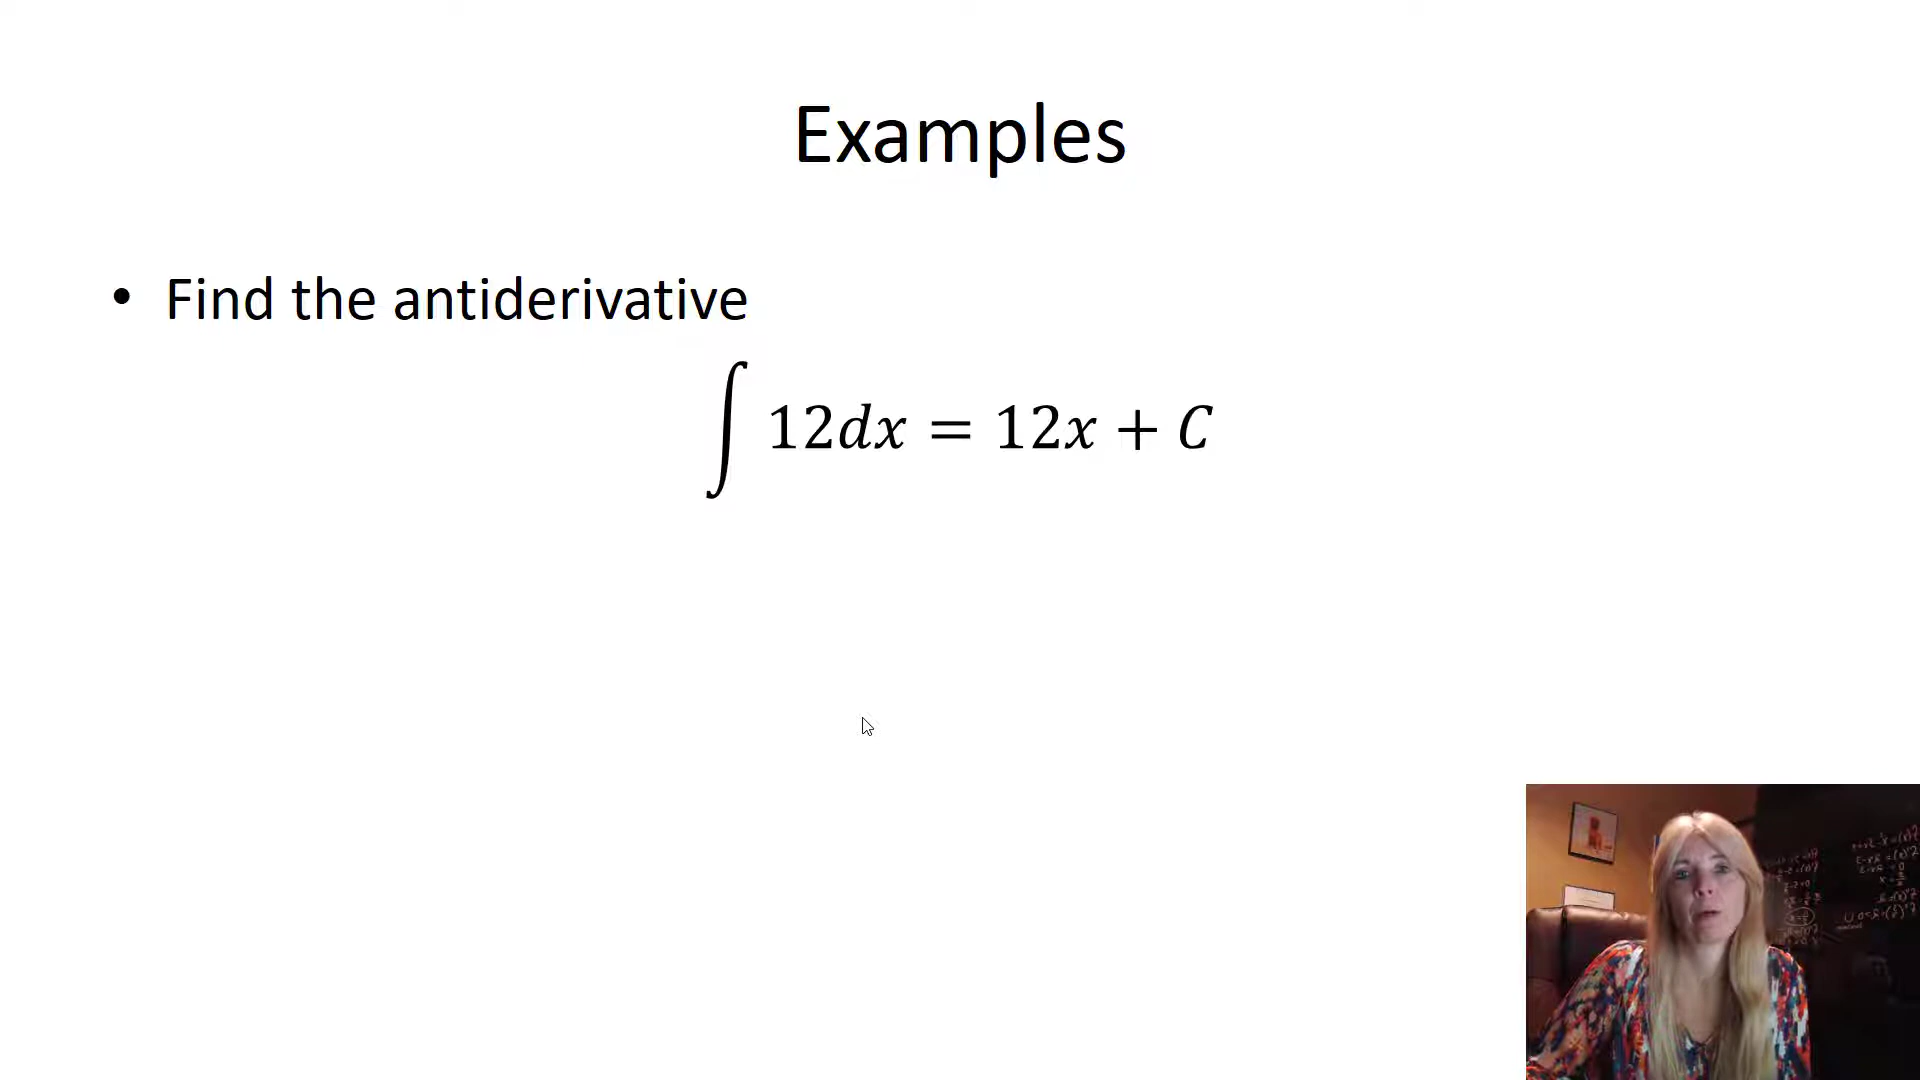 Examples
• Find the antiderivative
∫ 12dx = 12x + C